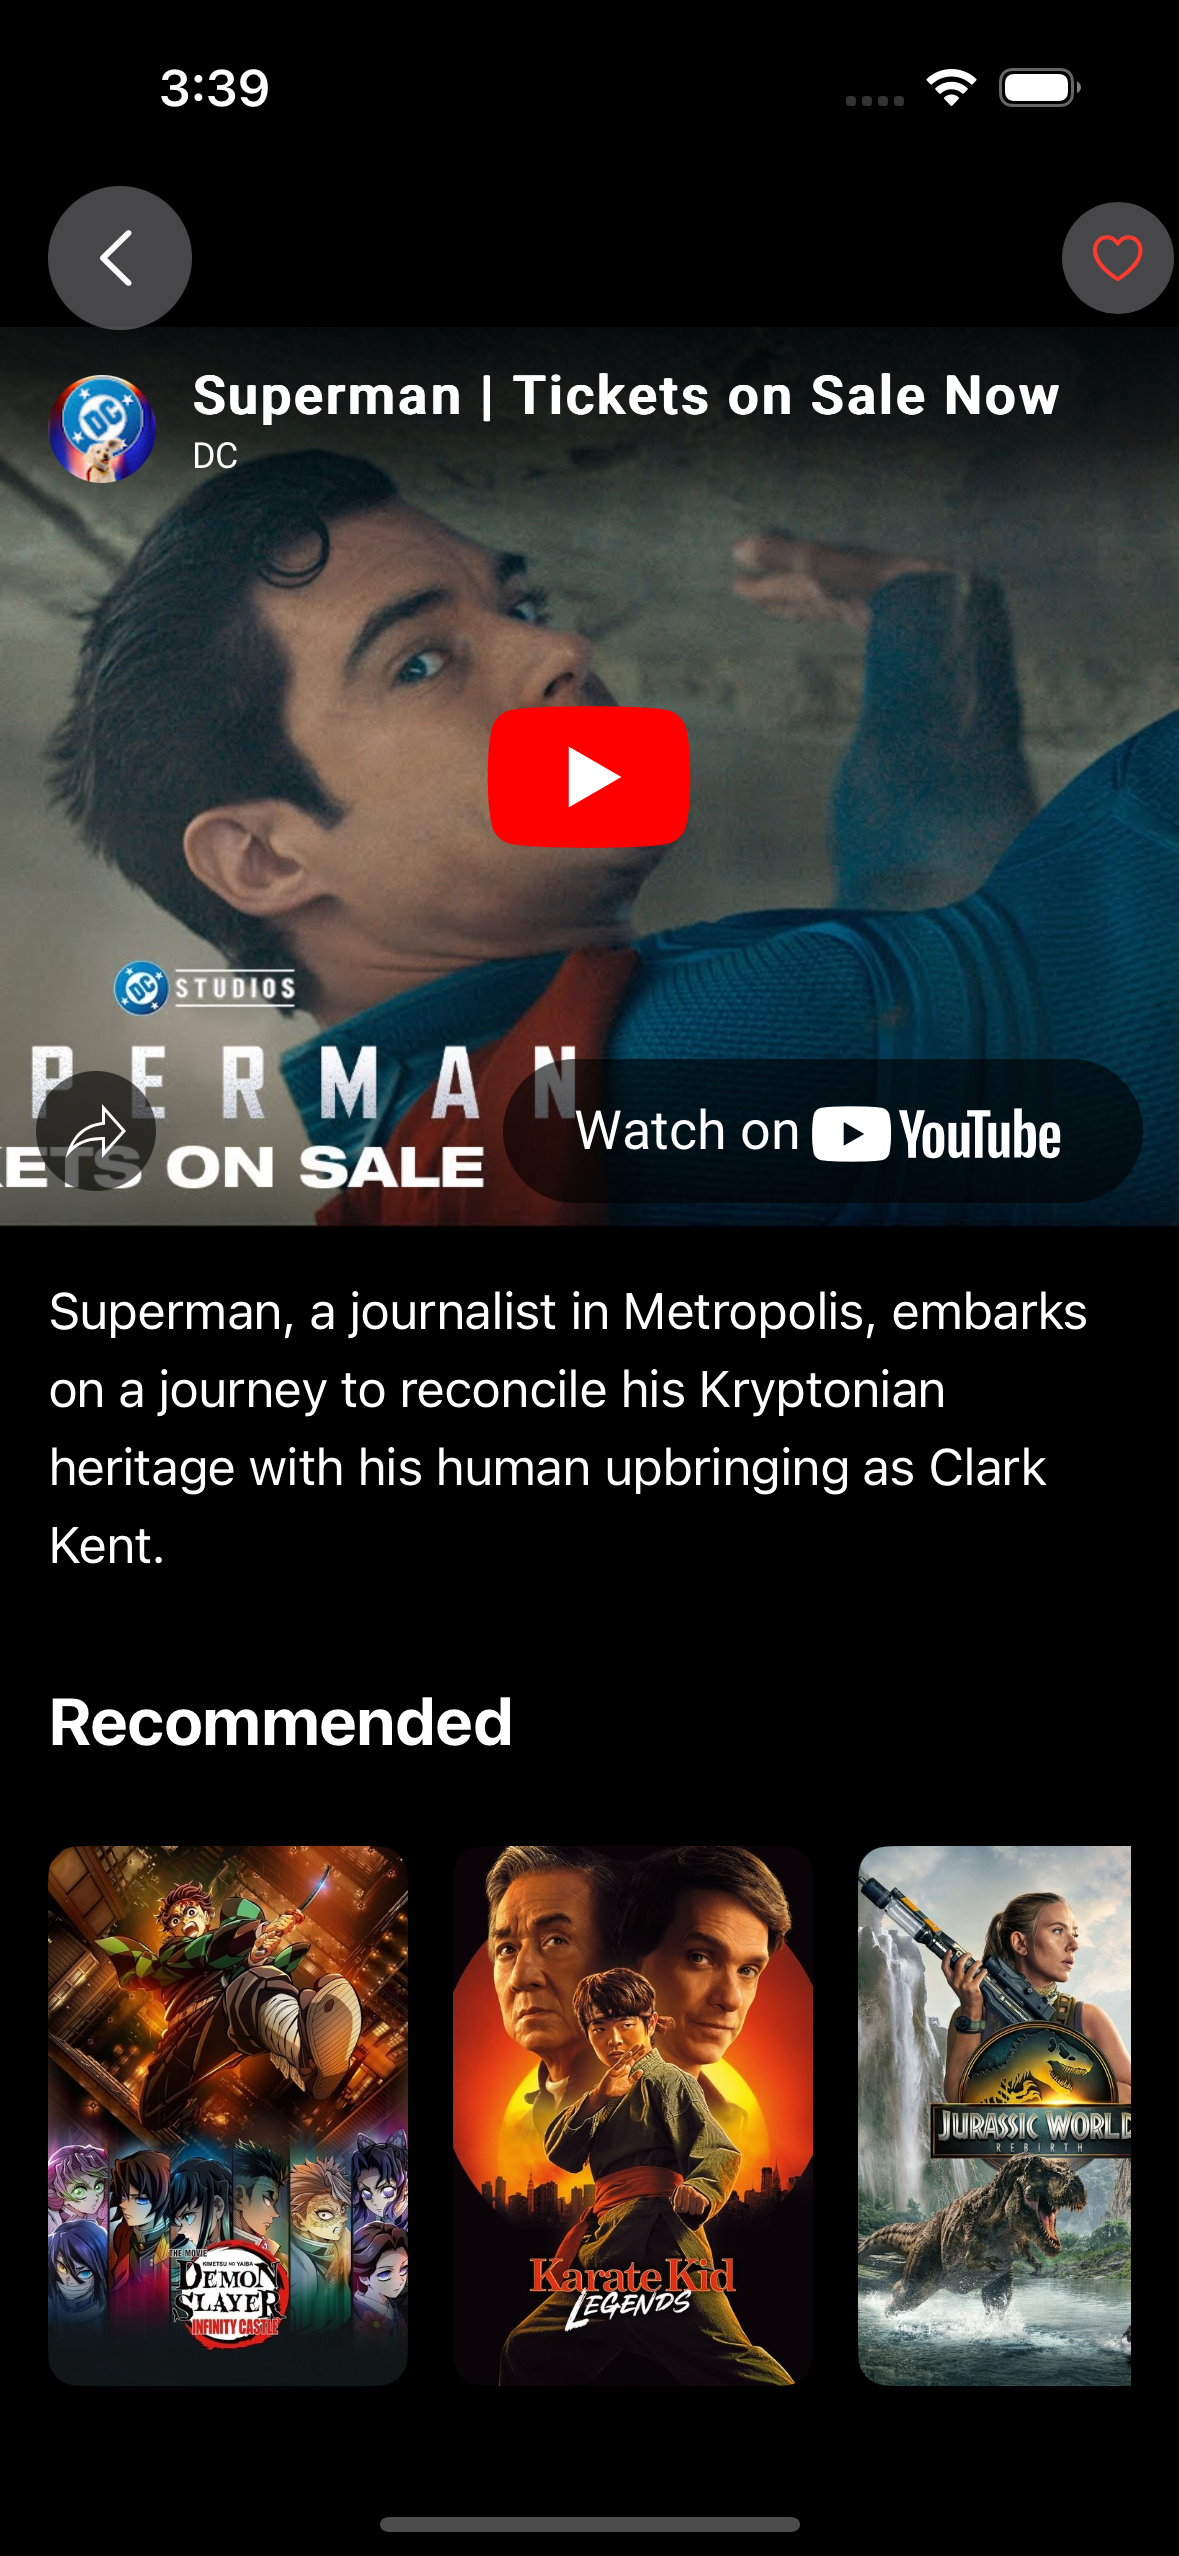 3:39
Superman | Tickets on Sale Now
DC
DC STUDIOS
PERMAN
KETS ON SALE
Watch on YouTube
Superman, a journalist in Metropolis, embarks
on a journey to reconcile his Kryptonian
heritage with his human upbringing as Clark
Kent.
Recommended
THE MOVIE
KIMETSU NO YAIBA
DEMON
SLAYER
INFINITY CASTLE
Karate Kid
LEGENDS
JURASSIC WORLD
REBIRTH